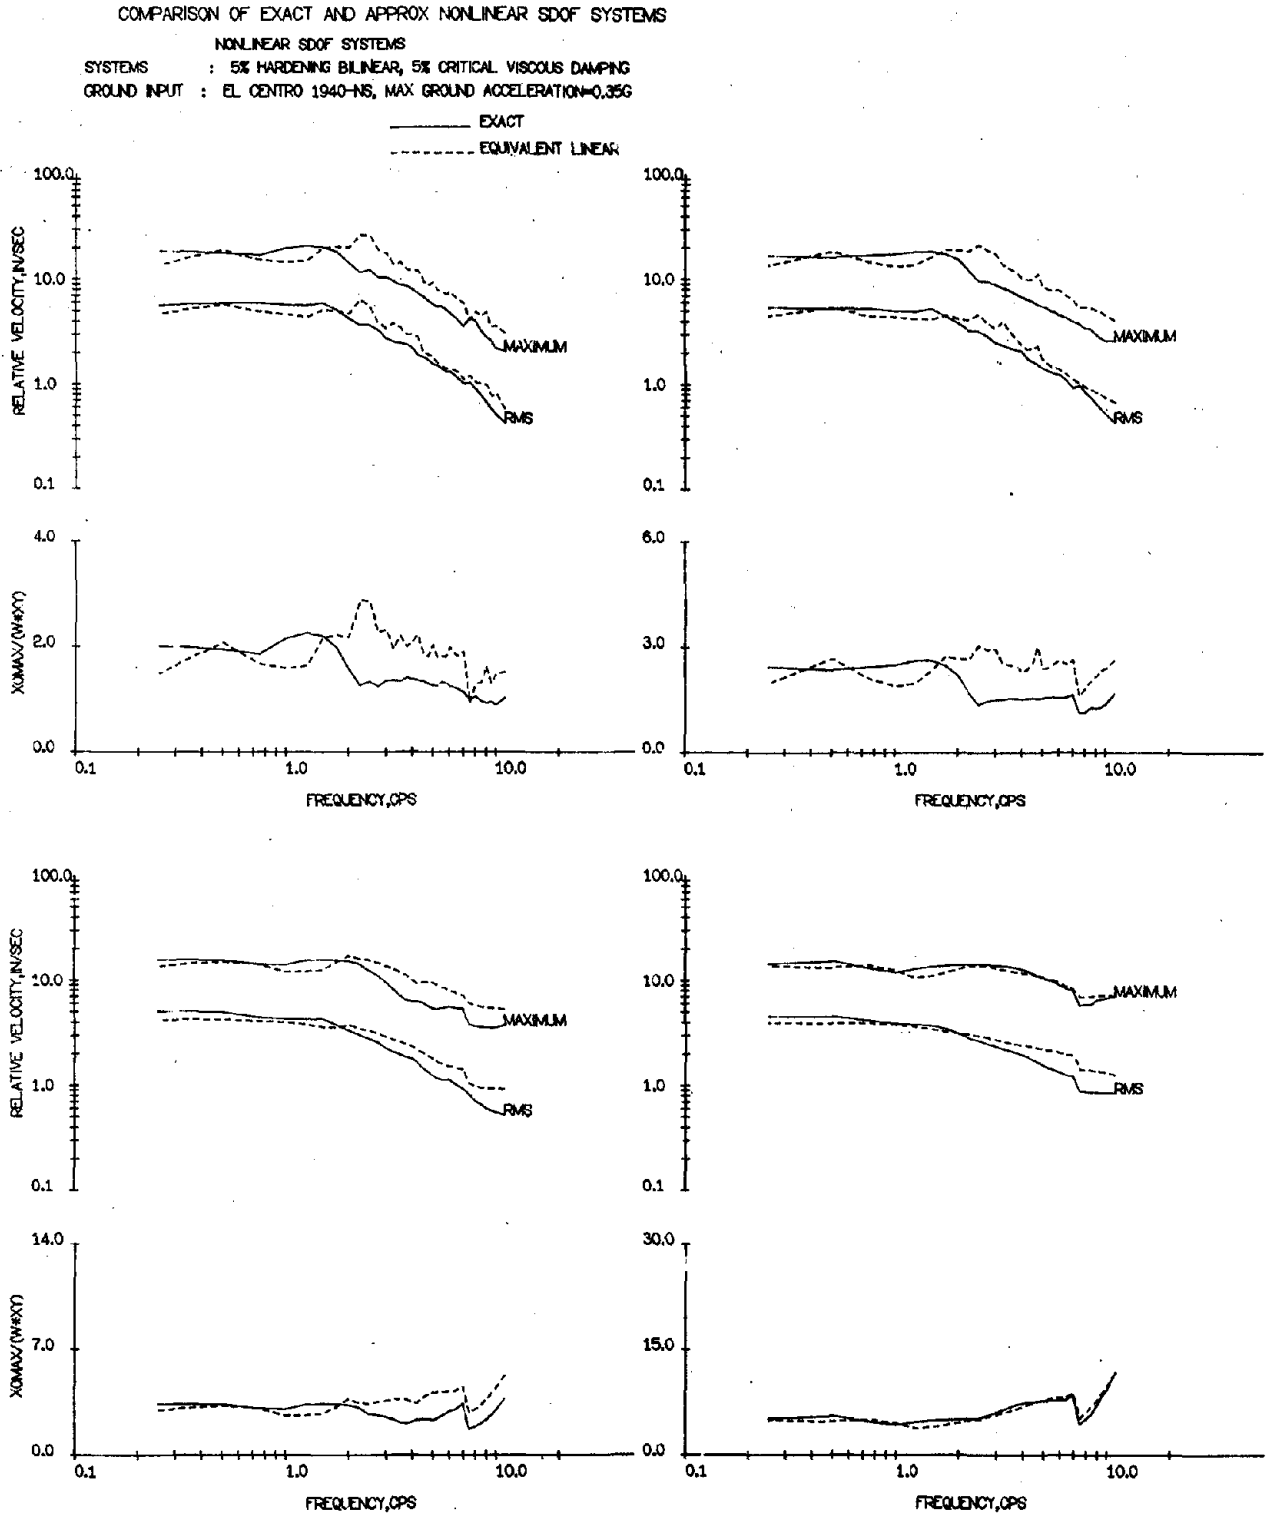 COMPARISON OF EXACT AND APPROX NONLINEAR SDOF SYSTEMS
NONLINEAR SDOF SYSTEMS
SYSTEMS : 5% HARDENING BILINEAR, 5% CRITICAL VISCOUS DAMPING
GROUND INPUT : EL CENTRO 1940-NS, MAX GROUND ACCELERATION=0.35G
EXACT
EQUIVALENT LINEAR
RELATIVE VELOCITY,IN/SEC
100.0
10.0
1.0
0.1
MAXIMUM
RMS
100.0
10.0
1.0
0.1
MAXIMUM
RMS
XOMAX/(W*XY)
4.0
2.0
0.0
0.1
1.0
10.0
FREQUENCY,CPS
6.0
3.0
0.0
0.1
1.0
10.0
FREQUENCY,CPS
RELATIVE VELOCITY,IN/SEC
100.0
10.0
1.0
0.1
MAXIMUM
RMS
100.0
10.0
1.0
0.1
MAXIMUM
RMS
XOMAX/(W*XY)
14.0
7.0
0.0
0.1
1.0
10.0
FREQUENCY,CPS
30.0
15.0
0.0
0.1
1.0
10.0
FREQUENCY,CPS